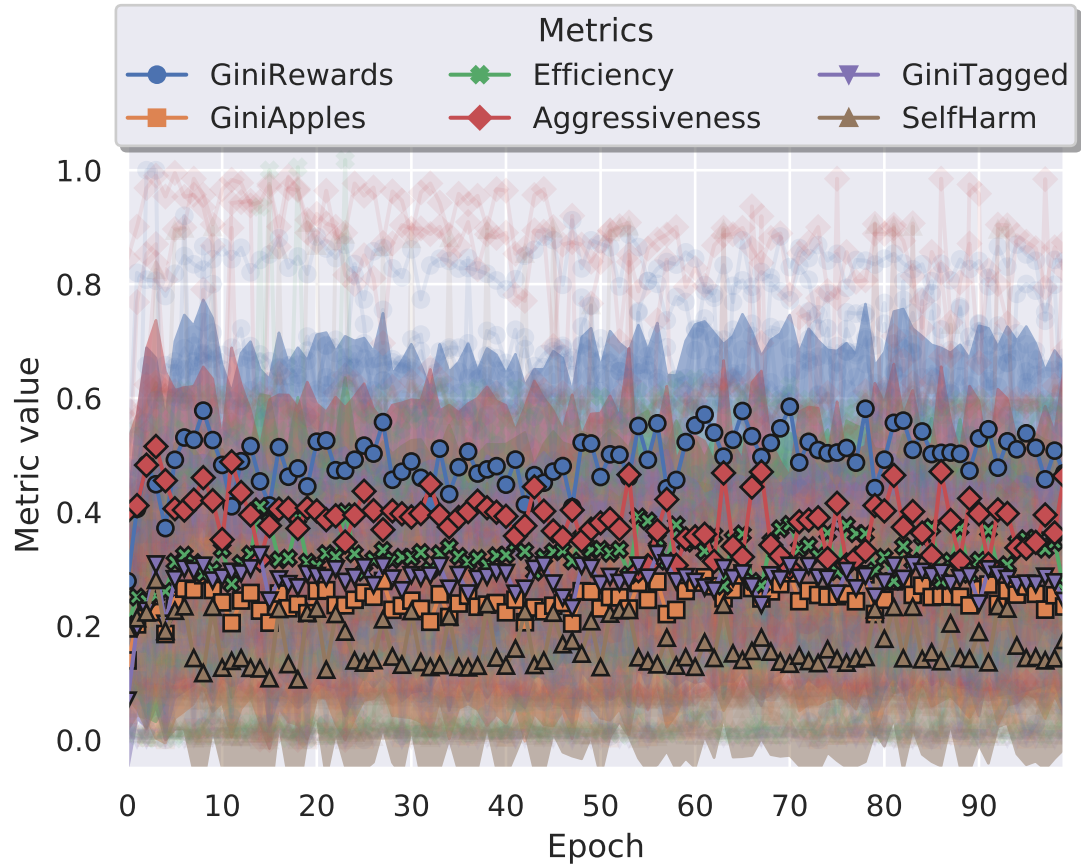 Metrics
GiniRewards Efficiency GiniTagged
GiniApples Aggressiveness SelfHarm
1.0
0.8
0.6
0.4
0.2
0.0
Metric value
0 10 20 30 40 50 60 70 80 90
Epoch